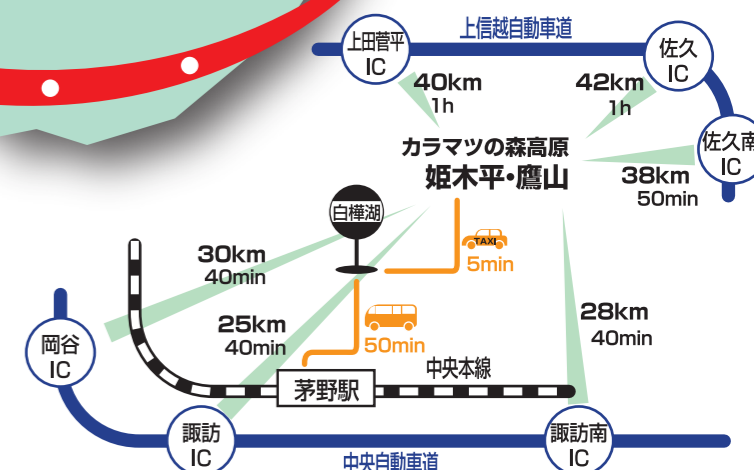 上信越自動車道
上田菅平
IC
佐久
IC
40km
1h
42km
1h
佐久南
IC
カラマツの森高原
姫木平・鷹山
38km
50min
白樺湖
TAXI
5min
30km
40min
25km
40min
50min
28km
40min
岡谷
IC
中央本線
茅野駅
諏訪
IC
諏訪南
IC
中央自動車道